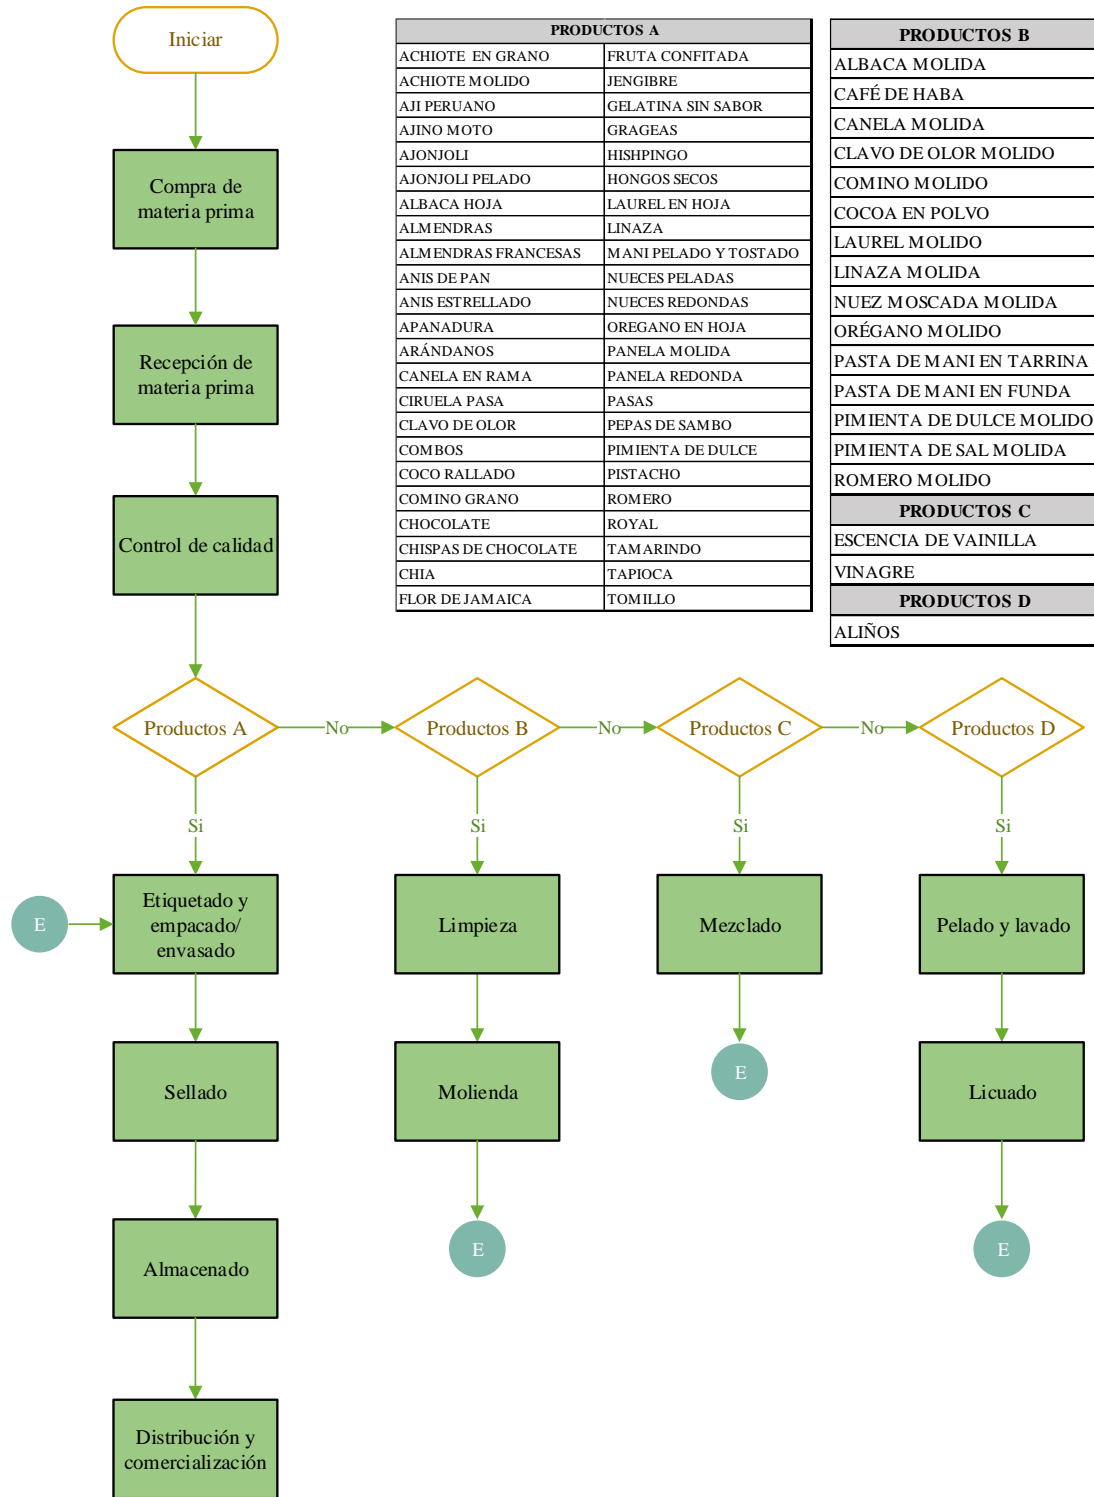 Iniciar
Compra de
materia prima
Recepción de
materia prima
Control de calidad
PRODUCTOS A
ACHIOTE EN GRANO FRUTA CONFITADA
ACHIOTE MOLIDO JENGIBRE
AJI PERUANO GELATINA SIN SABOR
AJINO MOTO GRAGEAS
AJONJOLI HISHPINGO
AJONJOLI PELADO HONGOS SECOS
ALBACA HOJA LAUREL EN HOJA
ALMENDRAS LINAZA
ALMENDRAS FRANCESAS MANI PELADO Y TOSTADO
ANIS DE PAN NUECES PELADAS
ANIS ESTRELLADO NUECES REDONDAS
APANADURA OREGANO EN HOJA
ARÁNDANOS PANELA MOLIDA
CANELA EN RAMA PANELA REDONDA
CIRUELA PASA PASAS
CLAVO DE OLOR PEPAS DE SAMBO
COMBOS PIMIENTA DE DULCE
COCO RALLADO PISTACHO
COMINO GRANO ROMERO
CHOCOLATE ROYAL
CHISPAS DE CHOCOLATE TAMARINDO
CHIA TAPIOCA
FLOR DE JAMAICA TOMILLO
PRODUCTOS B
ALBACA MOLIDA
CAFÉ DE HABA
CANELA MOLIDA
CLAVO DE OLOR MOLIDO
COMINO MOLIDO
COCOA EN POLVO
LAUREL MOLIDO
LINAZA MOLIDA
NUEZ MOSCADA MOLIDA
ORÉGANO MOLIDO
PASTA DE MANI EN TARRINA
PASTA DE MANI EN FUNDA
PIMIENTA DE DULCE MOLIDO
PIMIENTA DE SAL MOLIDA
ROMERO MOLIDO
PRODUCTOS C
ESCENCIA DE VAINILLA
VINAGRE
PRODUCTOS D
ALIÑOS
Productos A No Productos B No Productos C No Productos D
Si Si Si Si
E
Etiquetado y
empacado/
envasado
Limpieza
Mezclado
Pelado y lavado
Sellado
Molienda
E
Licuado
Almacenado
E
E
Distribución y
comercialización